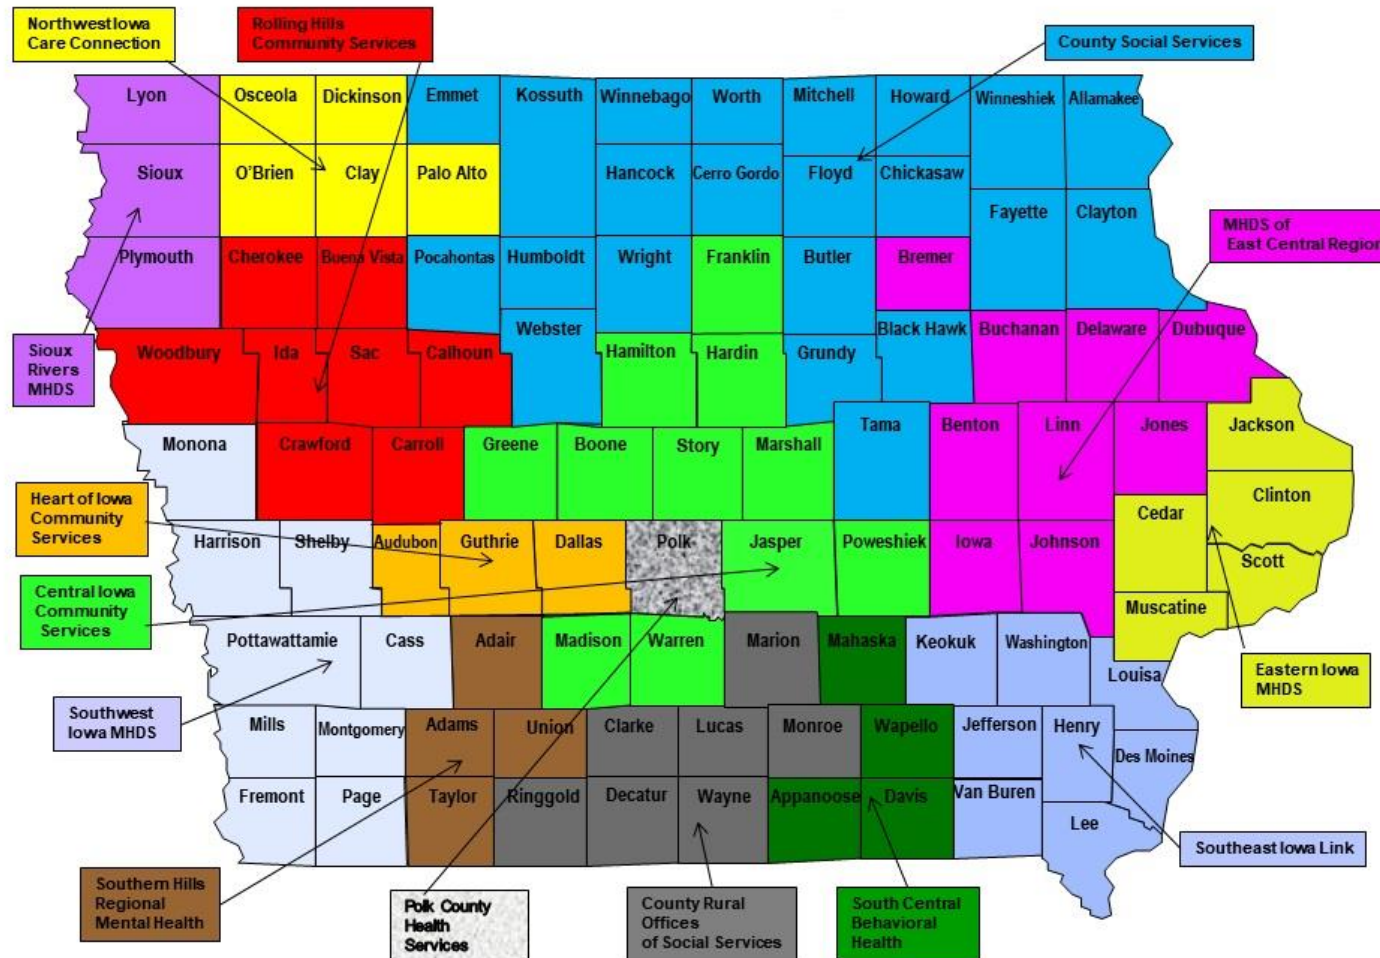 Northwest Iowa
Care Connection
Rolling Hills
Community Services
County Social Services
Lyon
Osceola
Dickinson
Emmet
Kossuth
Winnebago
Worth
Mitchell
Howard
Winneshiek
Allamakee
Sioux
O'Brien
Clay
Palo Alto
Hancock
Cerro Gordo
Floyd
Chickasaw
Fayette
Clayton
MHDS of
East Central Region
Plymouth
Cherokee
Buena Vista
Pocahontas
Humboldt
Wright
Franklin
Butler
Bremer
Sioux
Rivers
MHDS
Woodbury
Ida
Sac
Calhoun
Webster
Hamilton
Hardin
Grundy
Black Hawk
Buchanan
Delaware
Dubuque
Monona
Crawford
Carroll
Greene
Boone
Story
Marshall
Tama
Benton
Linn
Jones
Jackson
Clinton
Heart of Iowa
Community
Services
Harrison
Shelby
Audubon
Guthrie
Dallas
Polk
Jasper
Poweshiek
Iowa
Johnson
Cedar
Scott
Muscatine
Central Iowa
Community
Services
Pottawattamie
Cass
Adair
Madison
Warren
Marion
Mahaska
Keokuk
Washington
Louisa
Eastern Iowa
MHDS
Southwest
Iowa MHDS
Mills
Montgomery
Adams
Union
Clarke
Lucas
Monroe
Wapello
Jefferson
Henry
Des Moines
Fremont
Page
Taylor
Ringgold
Decatur
Wayne
Appanoose
Davis
Van Buren
Lee
Southeast Iowa Link
Southern Hills
Regional
Mental Health
Polk County
Health
Services
County Rural
Offices
of Social Services
South Central
Behavioral
Health